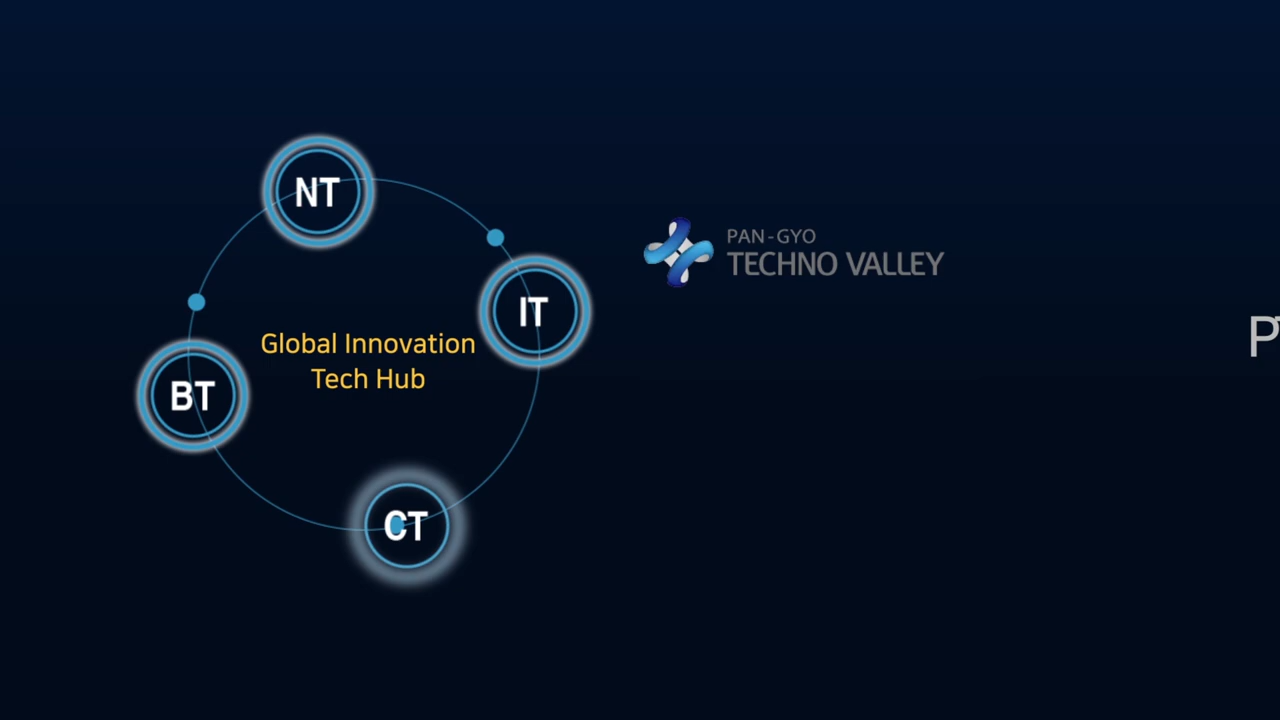 NT
IT
BT
CT
Global Innovation
Tech Hub
PAN-GYO
TECHNO VALLEY